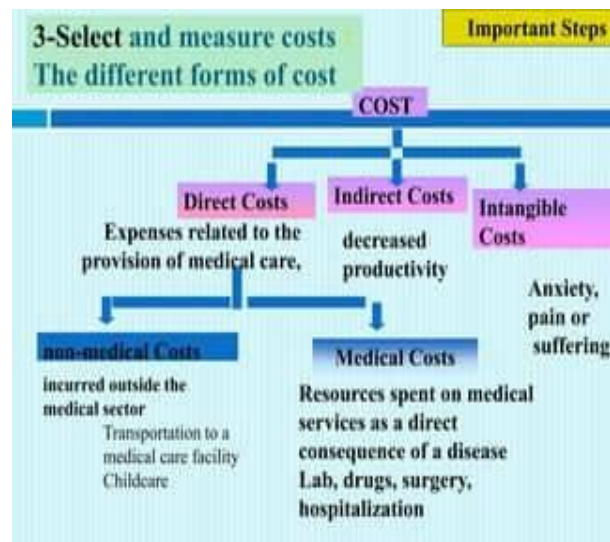 3-Select and measure costs
The different forms of cost
Important Steps
COST
Direct Costs
Expenses related to the
provision of medical care,
Indirect Costs
decreased
productivity
Intangible
Costs
Anxiety,
pain or
suffering
non-medical Costs
incurred outside the
medical sector
Transportation to a
medical care facility
Childcare
Medical Costs
Resources spent on medical
services as a direct
consequence of a disease
Lab, drugs, surgery,
hospitalization